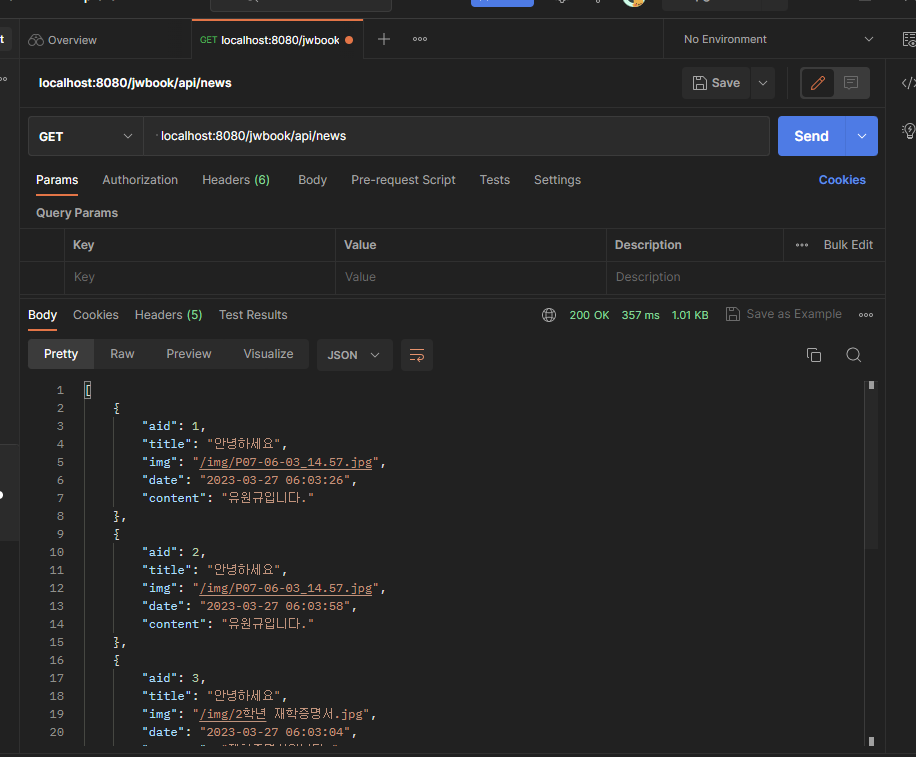 Overview
GET localhost:8080/jwbook
No Environment
localhost:8080/jwbook/api/news
Save
GET
localhost:8080/jwbook/api/news
Send
Params Authorization Headers (6) Body Pre-request Script Tests Settings Cookies
Query Params
Key Value Description Bulk Edit
Key Value Description
Body Cookies Headers (5) Test Results 200 OK 357 ms 1.01 KB Save as Example
Pretty Raw Preview Visualize JSON
1 [
2 {
3 "aid": 1,
4 "title": "안녕하세요",
5 "img": "/img/P07-06-03_14.57.jpg",
6 "date": "2023-03-27 06:03:26",
7 "content": "유원규입니다."
8 },
9 {
10 "aid": 2,
11 "title": "안녕하세요",
12 "img": "/img/P07-06-03_14.57.jpg",
13 "date": "2023-03-27 06:03:58",
14 "content": "유원규입니다."
15 },
16 {
17 "aid": 3,
18 "title": "안녕하세요",
19 "img": "/img/2학년 재학증명서.jpg",
20 "date": "2023-03-27 06:03:04",